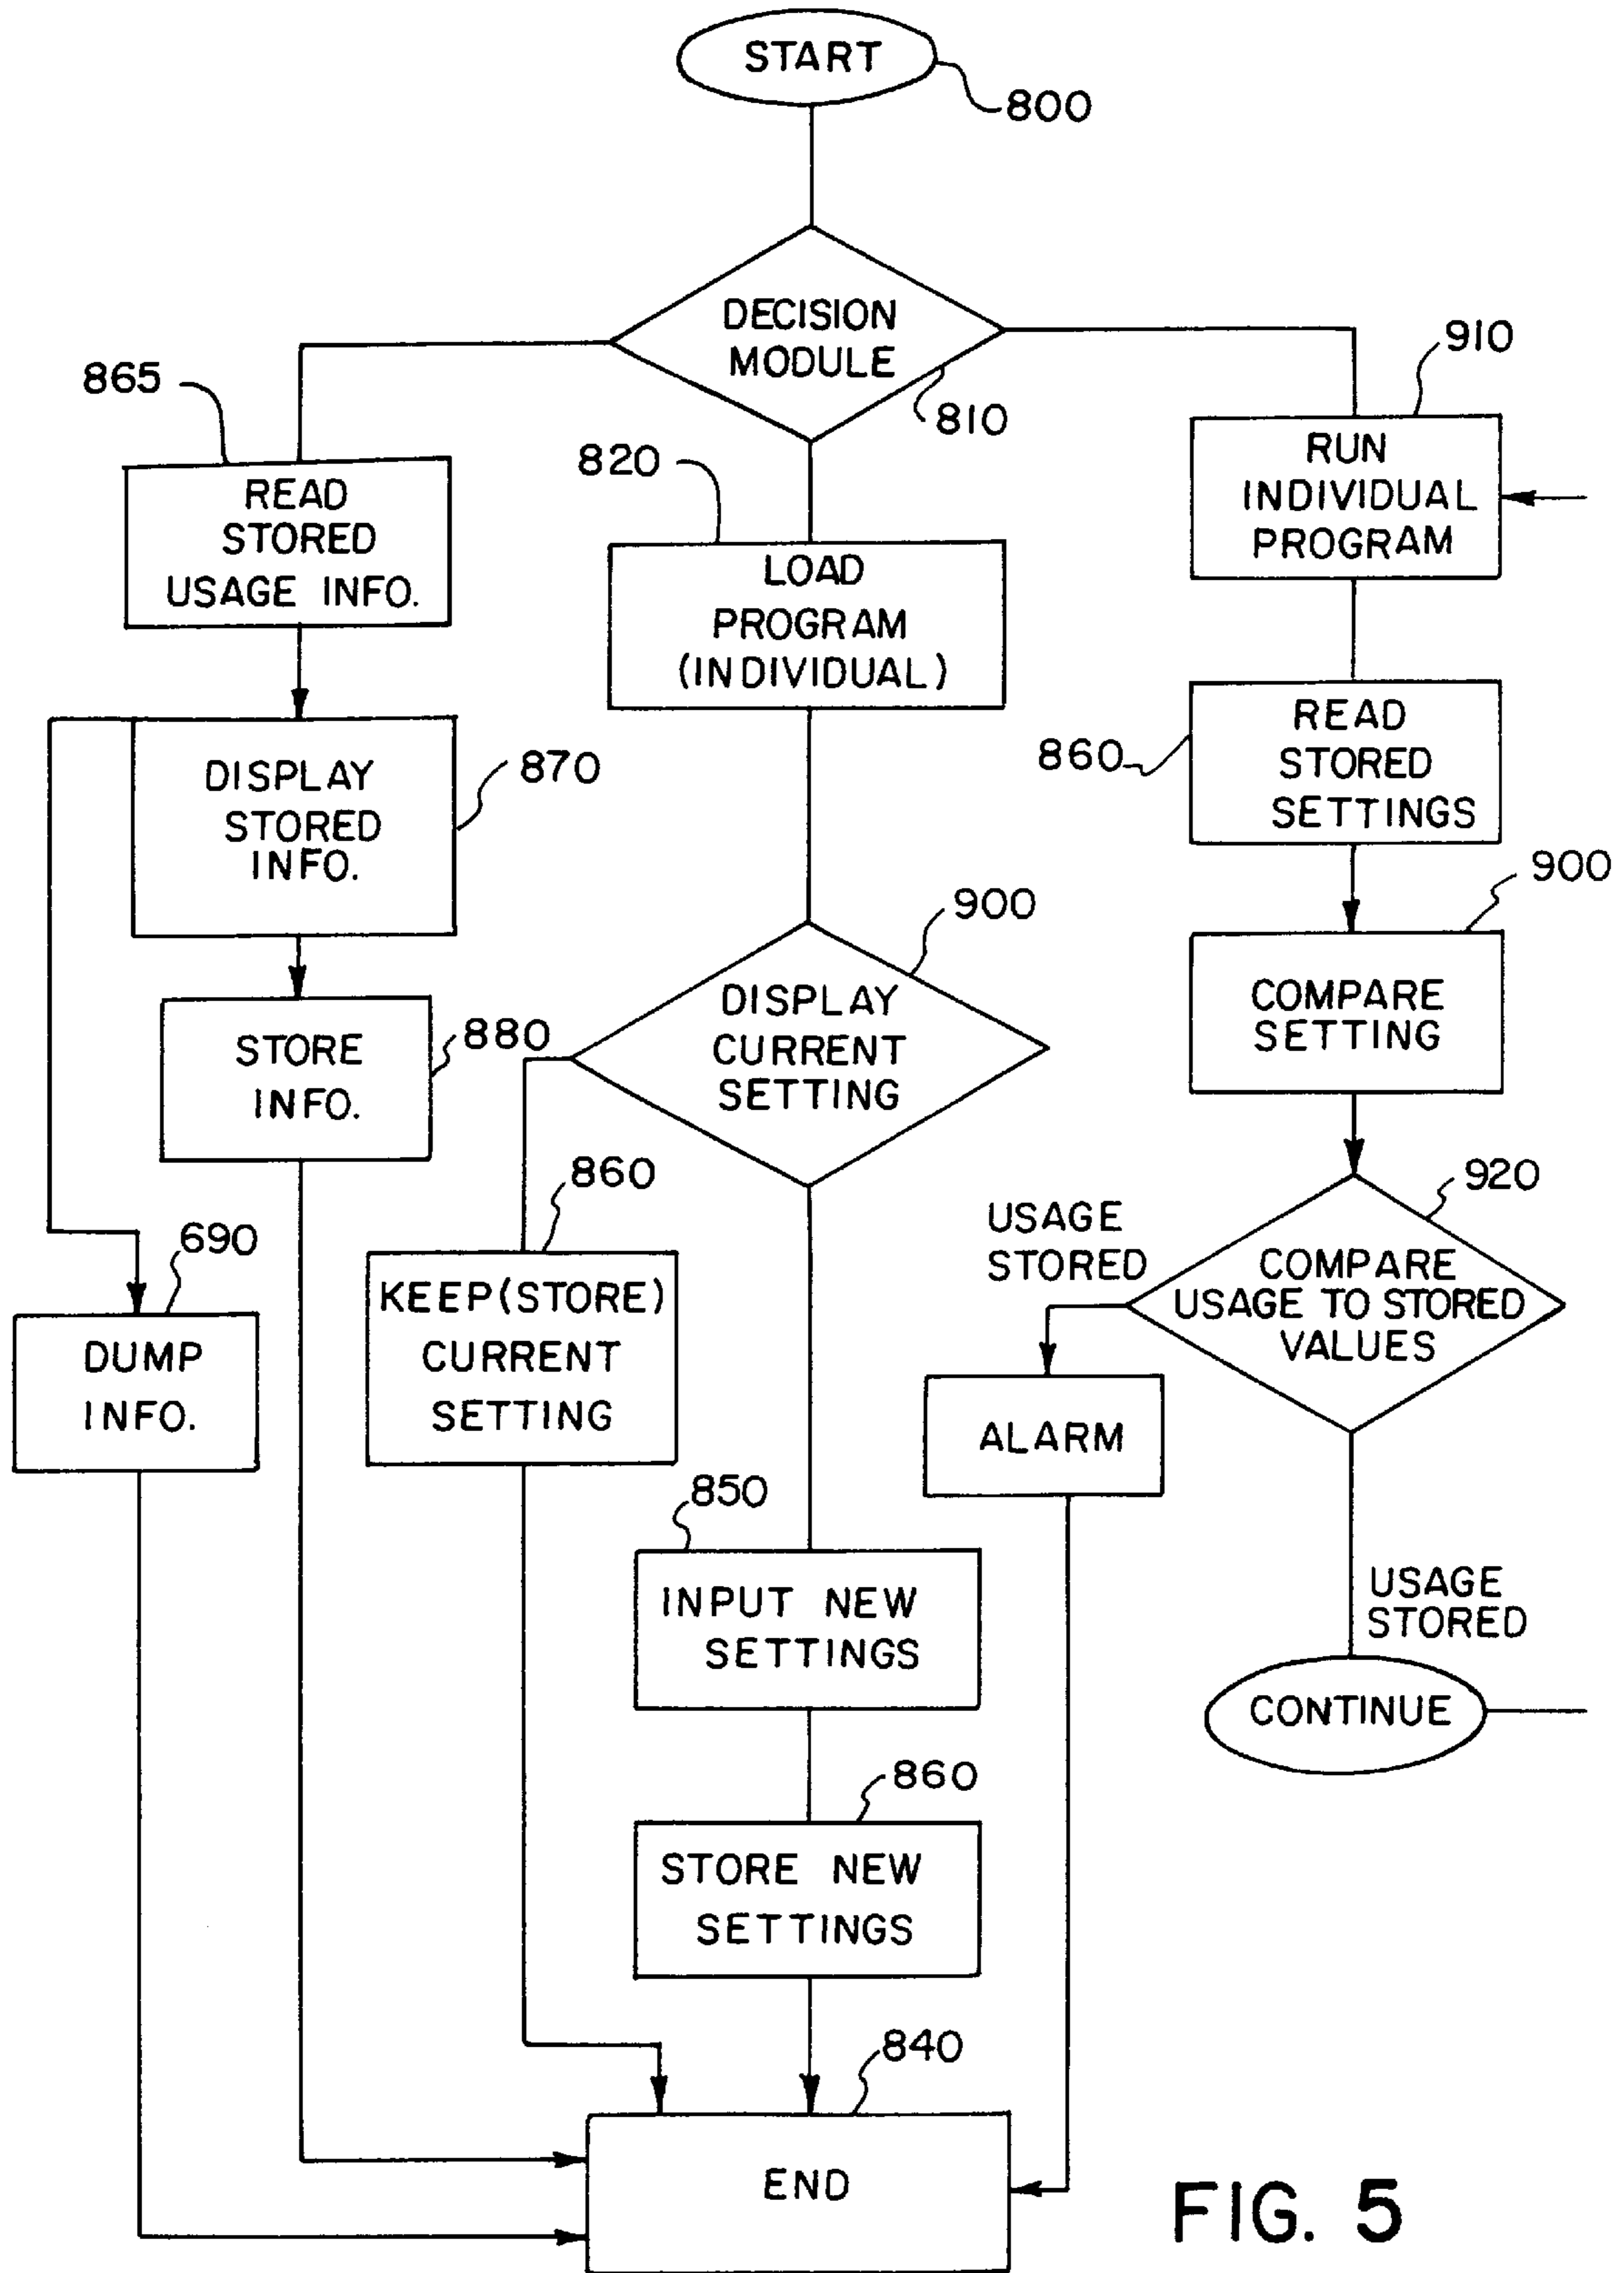 START
800
DECISION
MODULE
810
865
READ
STORED
USAGE INFO.
820
LOAD
PROGRAM
(INDIVIDUAL)
910
RUN
INDIVIDUAL
PROGRAM
DISPLAY
STORED
INFO.
870
860
READ
STORED
SETTINGS
900
DISPLAY
CURRENT
SETTING
900
COMPARE
SETTING
STORE
INFO.
880
690
DUMP
INFO.
860
KEEP (STORE)
CURRENT
SETTING
USAGE
STORED
920
COMPARE
USAGE TO STORED
VALUES
ALARM
850
INPUT NEW
SETTINGS
USAGE
STORED
CONTINUE
860
STORE NEW
SETTINGS
840
END
FIG. 5